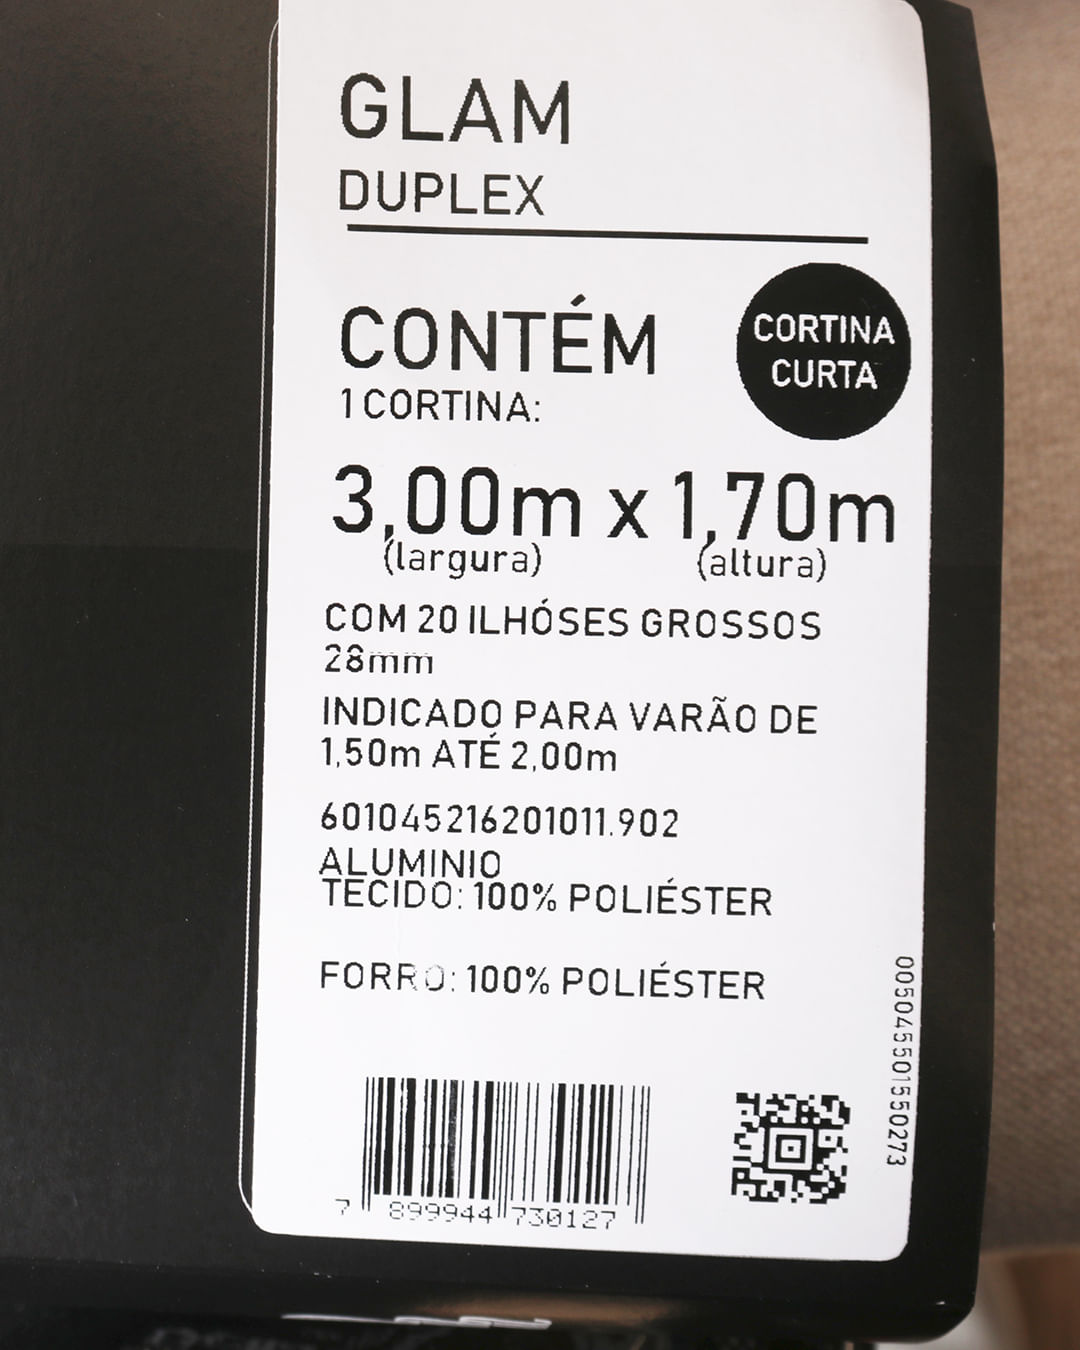 GLAM
DUPLEX
CONTÉM
1 CORTINA:
CORTINA
CURTA
3,00m x 1,70m
(largura) (altura)
COM 20 ILHÓSES GROSSOS
28mm
INDICADO PARA VARÃO DE
1,50m ATÉ 2,00m
601045216201011.902
ALUMINIO
TECIDO: 100% POLIÉSTER
FORRO: 100% POLIÉSTER
005045501550273
7 899944 730127